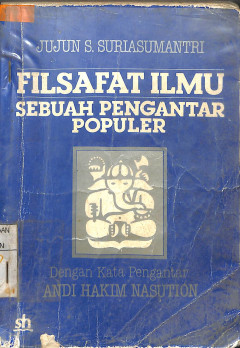 JUJUN S. SURIASUMANTRI
FILSAFAT ILMU
SEBUAH PENGANTAR
POPULER
Dengan Kata Pengantar
ANDI HAKIM NASUTION
sh